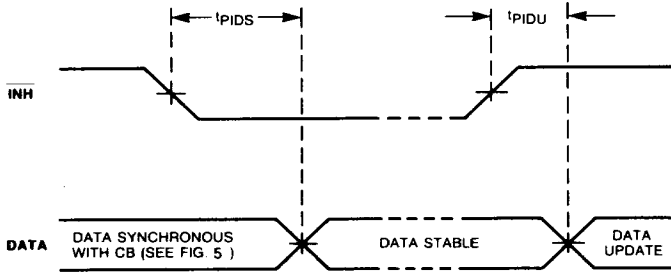 tPIDS
tPIDU
INH
DATA
DATA SYNCHRONOUS
WITH CB (SEE FIG. 5 )
DATA STABLE
DATA
UPDATE